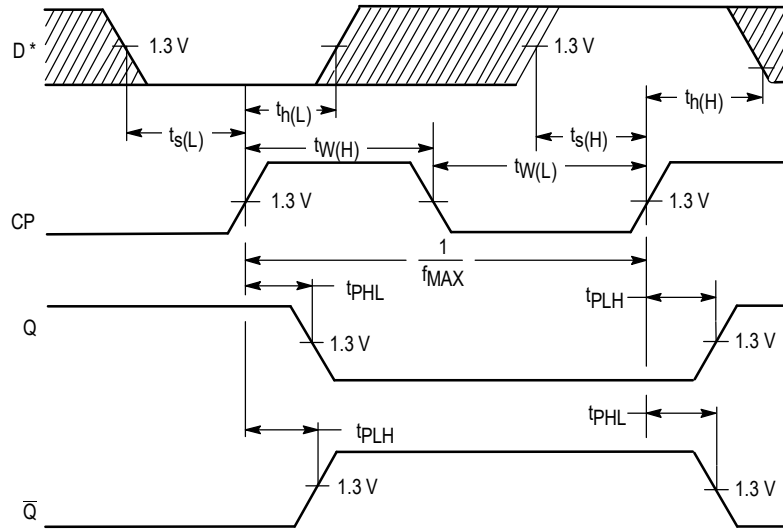 D *
1.3 V
1.3 V
th(L)
th(H)
ts(L)
tW(H)
ts(H)
tW(L)
CP
1.3 V
1.3 V
1
fMAX
tPHL
tPLH
Q
1.3 V
1.3 V
tPLH
tPHL
Q̅
1.3 V
1.3 V